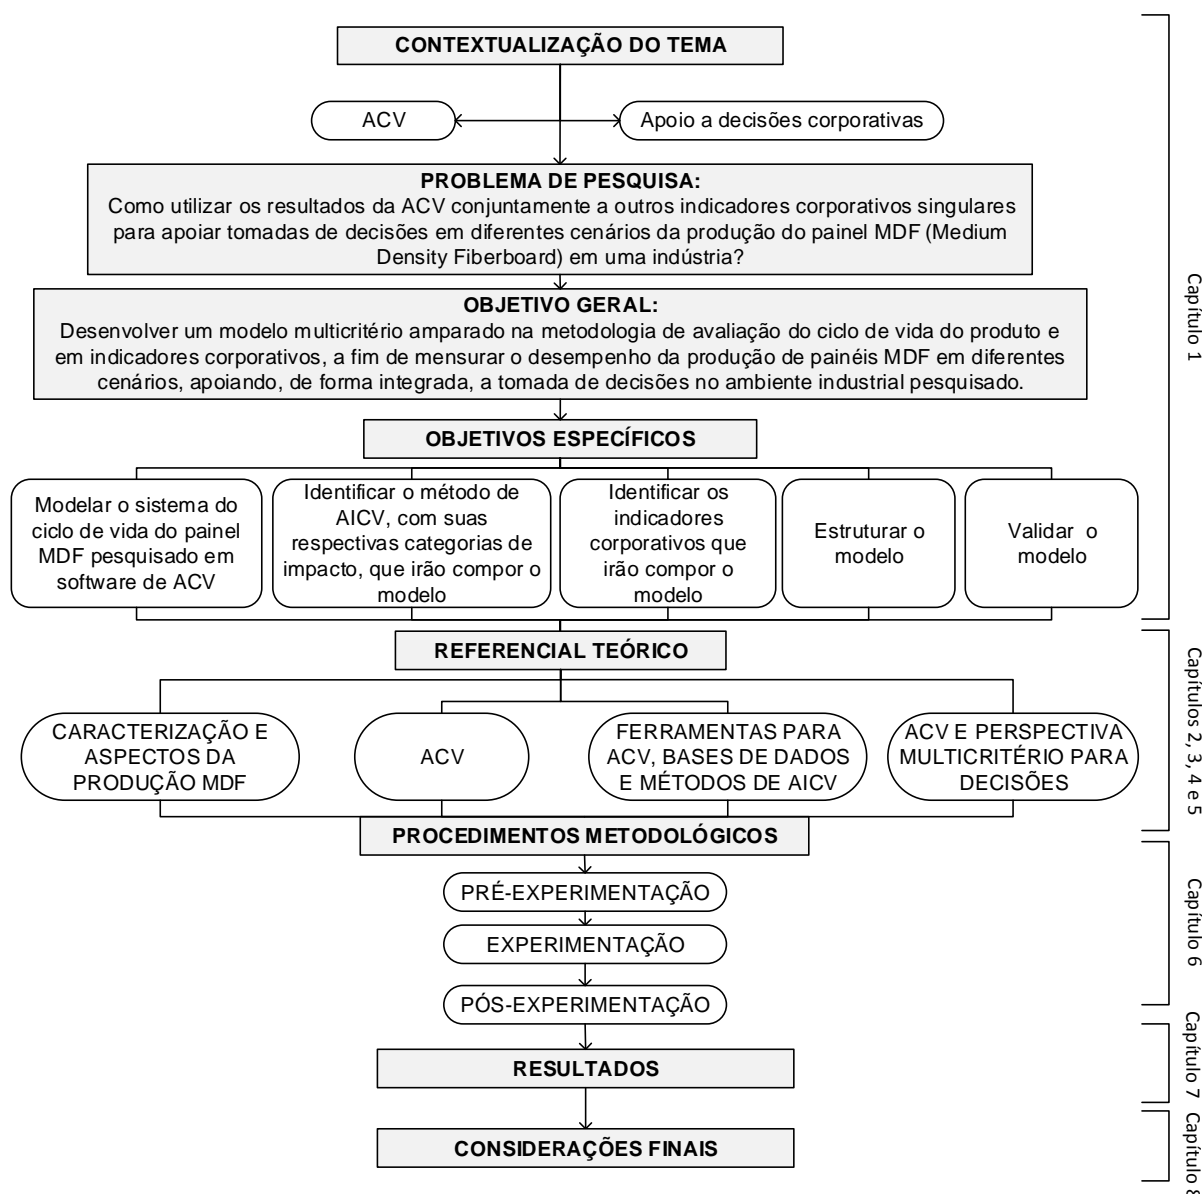 CONTEXTUALIZAÇÃO DO TEMA
ACV
Apoio a decisões corporativas
PROBLEMA DE PESQUISA:
Como utilizar os resultados da ACV conjuntamente a outros indicadores corporativos singulares
para apoiar tomadas de decisões em diferentes cenários da produção do painel MDF (Medium
Density Fiberboard) em uma indústria?
OBJETIVO GERAL:
Desenvolver um modelo multicritério amparado na metodologia de avaliação do ciclo de vida do produto e
em indicadores corporativos, a fim de mensurar o desempenho da produção de painéis MDF em diferentes
cenários, apoiando, de forma integrada, a tomada de decisões no ambiente industrial pesquisado.
OBJETIVOS ESPECÍFICOS
Modelar o sistema do
ciclo de vida do painel
MDF pesquisado em
software de ACV
Identificar o método de
AICV, com suas
respectivas categorias de
impacto, que irão compor o
modelo
Identificar os
indicadores
corporativos que
irão compor o
modelo
Estruturar o
modelo
Validar o
modelo
Capítulo 1
REFERENCIAL TEÓRICO
CARACTERIZAÇÃO E
ASPECTOS DA
PRODUÇÃO MDF
ACV
FERRAMENTAS PARA
ACV, BASES DE DADOS
E MÉTODOS DE AICV
ACV E PERSPECTIVA
MULTICRITÉRIO PARA
DECISÕES
Capítulos 2, 3, 4 e 5
PROCEDIMENTOS METODOLÓGICOS
PRÉ-EXPERIMENTAÇÃO
EXPERIMENTAÇÃO
PÓS-EXPERIMENTAÇÃO
Capítulo 6
RESULTADOS
Capítulo 7
CONSIDERAÇÕES FINAIS
Capítulo 8